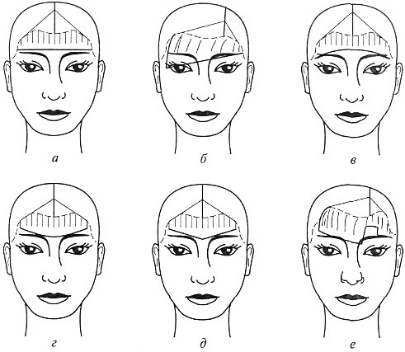 а б в
г д е